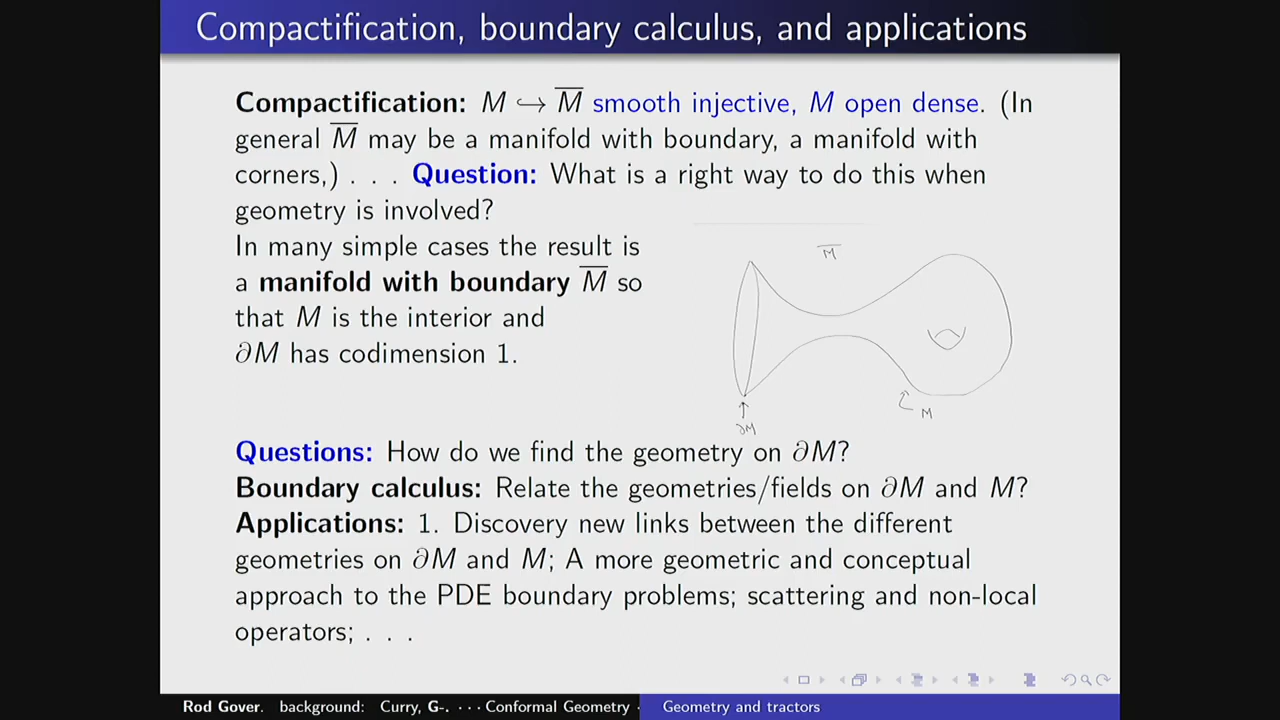 Compactification, boundary calculus, and applications
Compactification: M ↪ M̅ smooth injective, M open dense. (In
general M̅ may be a manifold with boundary, a manifold with
corners,) . . . Question: What is a right way to do this when
geometry is involved?
In many simple cases the result is
a manifold with boundary M̅ so
that M is the interior and
∂M has codimension 1.
M̅
M
∂M
Questions: How do we find the geometry on ∂M?
Boundary calculus: Relate the geometries/fields on ∂M and M?
Applications: 1. Discovery new links between the different
geometries on ∂M and M; A more geometric and conceptual
approach to the PDE boundary problems; scattering and non-local
operators; . . .
Rod Gover. background: Curry, G-. · · · Conformal Geometry · Geometry and tractors